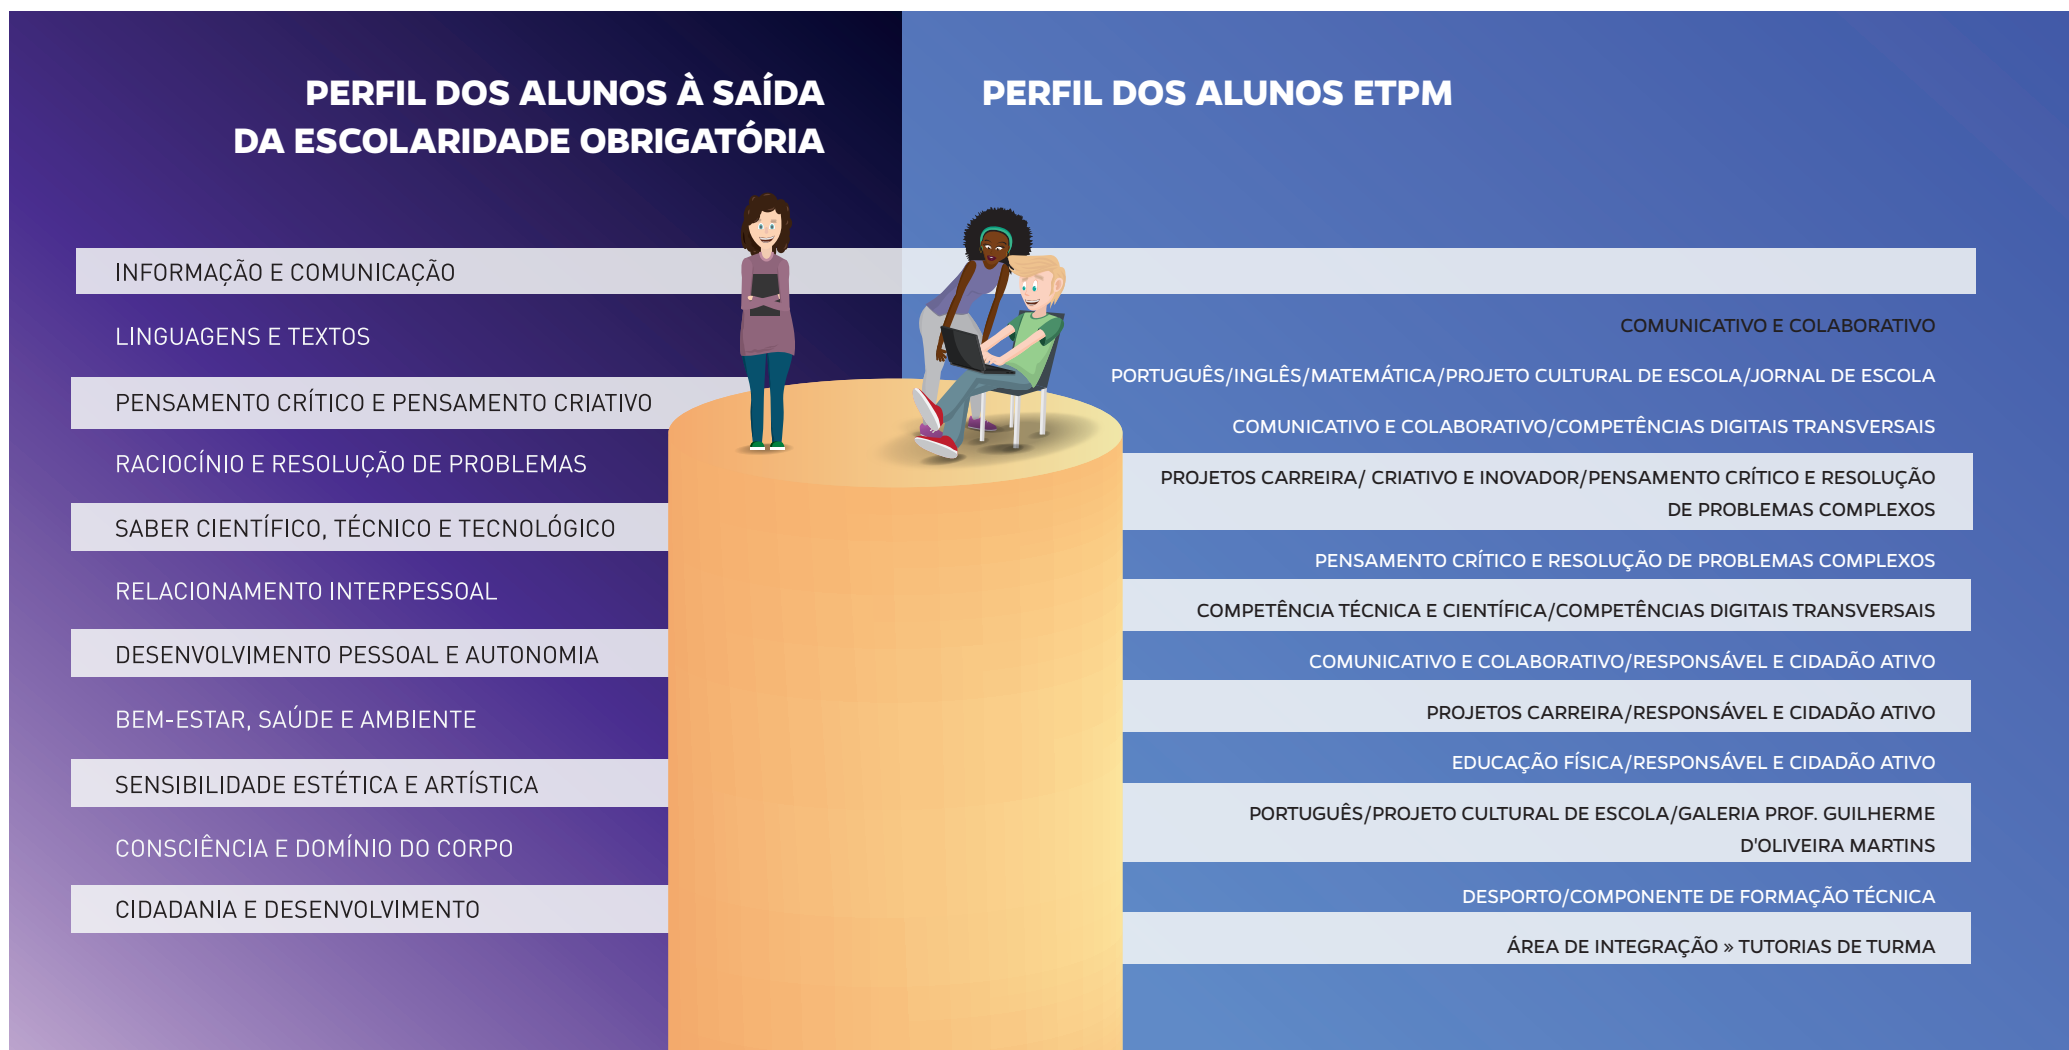 PERFIL DOS ALUNOS À SAÍDA
DA ESCOLARIDADE OBRIGATÓRIA
INFORMAÇÃO E COMUNICAÇÃO
LINGUAGENS E TEXTOS
PENSAMENTO CRÍTICO E PENSAMENTO CRIATIVO
RACIOCÍNIO E RESOLUÇÃO DE PROBLEMAS
SABER CIENTÍFICO, TÉCNICO E TECNOLÓGICO
RELACIONAMENTO INTERPESSOAL
DESENVOLVIMENTO PESSOAL E AUTONOMIA
BEM-ESTAR, SAÚDE E AMBIENTE
SENSIBILIDADE ESTÉTICA E ARTÍSTICA
CONSCIÊNCIA E DOMÍNIO DO CORPO
CIDADANIA E DESENVOLVIMENTO
PERFIL DOS ALUNOS ETPM
COMUNICATIVO E COLABORATIVO
PORTUGUÊS/INGLÊS/MATEMÁTICA/PROJETO CULTURAL DE ESCOLA/JORNAL DE ESCOLA
COMUNICATIVO E COLABORATIVO/COMPETÊNCIAS DIGITAIS TRANSVERSAIS
PROJETOS CARREIRA/ CRIATIVO E INOVADOR/PENSAMENTO CRÍTICO E RESOLUÇÃO
DE PROBLEMAS COMPLEXOS
PENSAMENTO CRÍTICO E RESOLUÇÃO DE PROBLEMAS COMPLEXOS
COMPETÊNCIA TÉCNICA E CIENTÍFICA/COMPETÊNCIAS DIGITAIS TRANSVERSAIS
COMUNICATIVO E COLABORATIVO/RESPONSÁVEL E CIDADÃO ATIVO
PROJETOS CARREIRA/RESPONSÁVEL E CIDADÃO ATIVO
EDUCAÇÃO FÍSICA/RESPONSÁVEL E CIDADÃO ATIVO
PORTUGUÊS/PROJETO CULTURAL DE ESCOLA/GALERIA PROF. GUILHERME
D'OLIVEIRA MARTINS
DESPORTO/COMPONENTE DE FORMAÇÃO TÉCNICA
ÁREA DE INTEGRAÇÃO » TUTORIAS DE TURMA